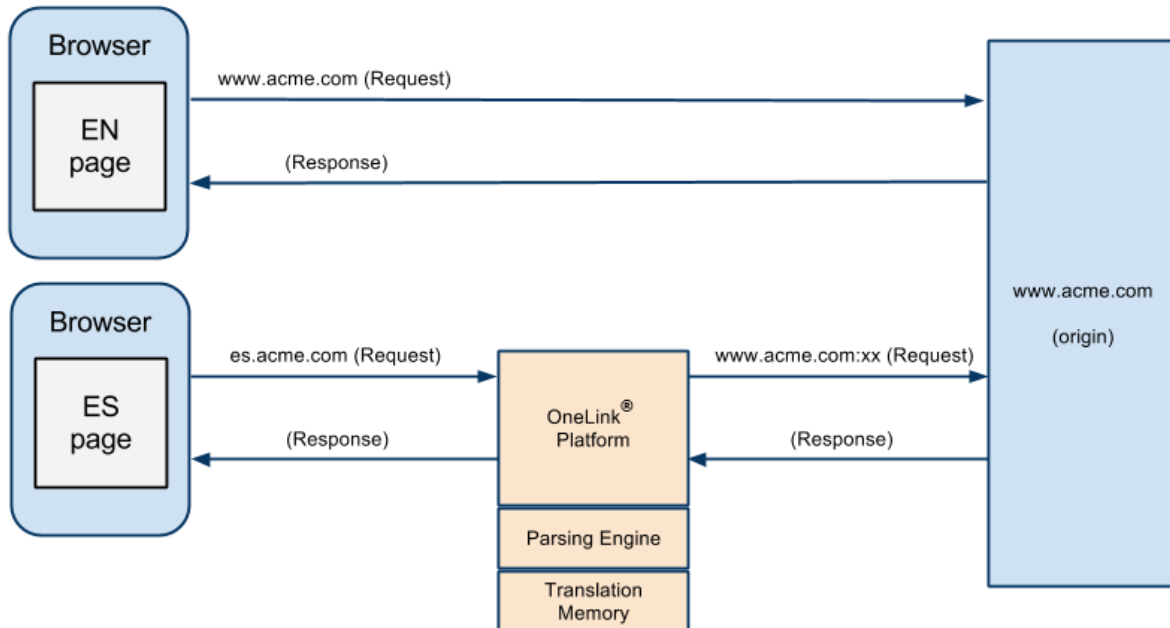 Browser
EN
page
www.acme.com (Request)
(Response)
Browser
ES
page
es.acme.com (Request)
(Response)
OneLink®
Platform
Parsing Engine
Translation
Memory
www.acme.com:xx (Request)
(Response)
www.acme.com
(origin)